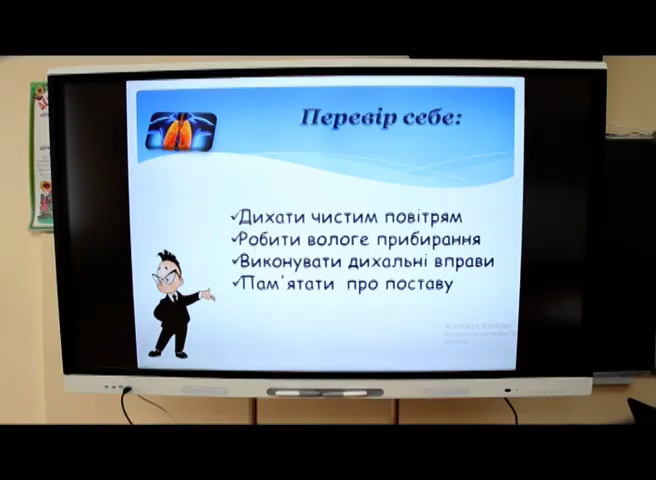 Перевір себе:
Дихати чистим повітрям
Робити вологе прибирання
Виконувати дихальні вправи
Пам'ятати про поставу